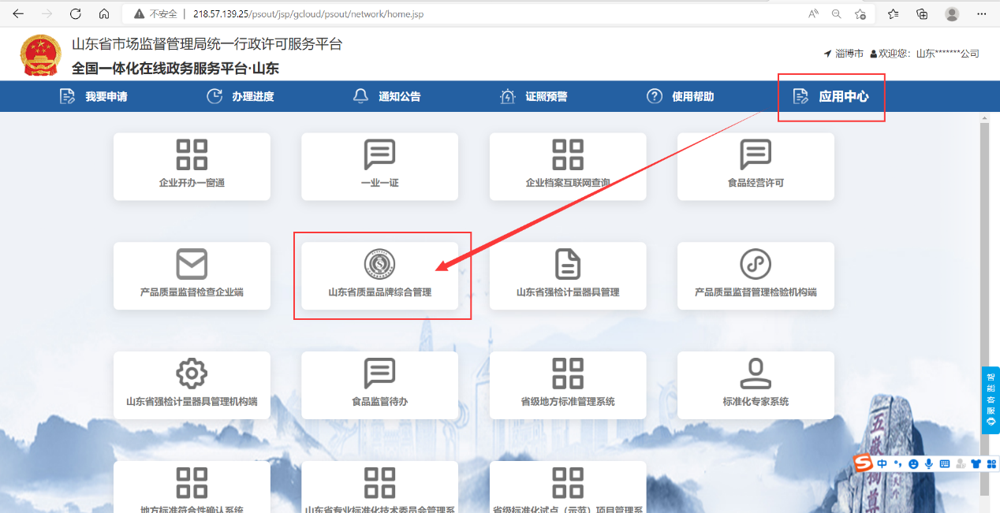 不安全 | 218.57.139.25/psout/jsp/gcloud/psout/network/home.jsp
山东省市场监督管理局统一行政许可服务平台
全国一体化在线政务服务平台·山东
淄博市 欢迎您: 山东*******公司
我要申请 办理进度 通知公告 证照预警 使用帮助 应用中心
企业开办一窗通 一业一证 企业档案互联网查询 食品经营许可
产品质量监督检查企业端 山东省质量品牌综合管理 山东省强检计量器具管理 产品质量监督管理检验机构端
山东省强检计量器具管理机构端 食品监管待办 省级地方标准管理系统 标准化专家系统
智能客服
五岳独尊
中
地方标准符合性确认系统 山东省专业标准化技术委员会管理系 省级标准化试点（示范）项目管理系